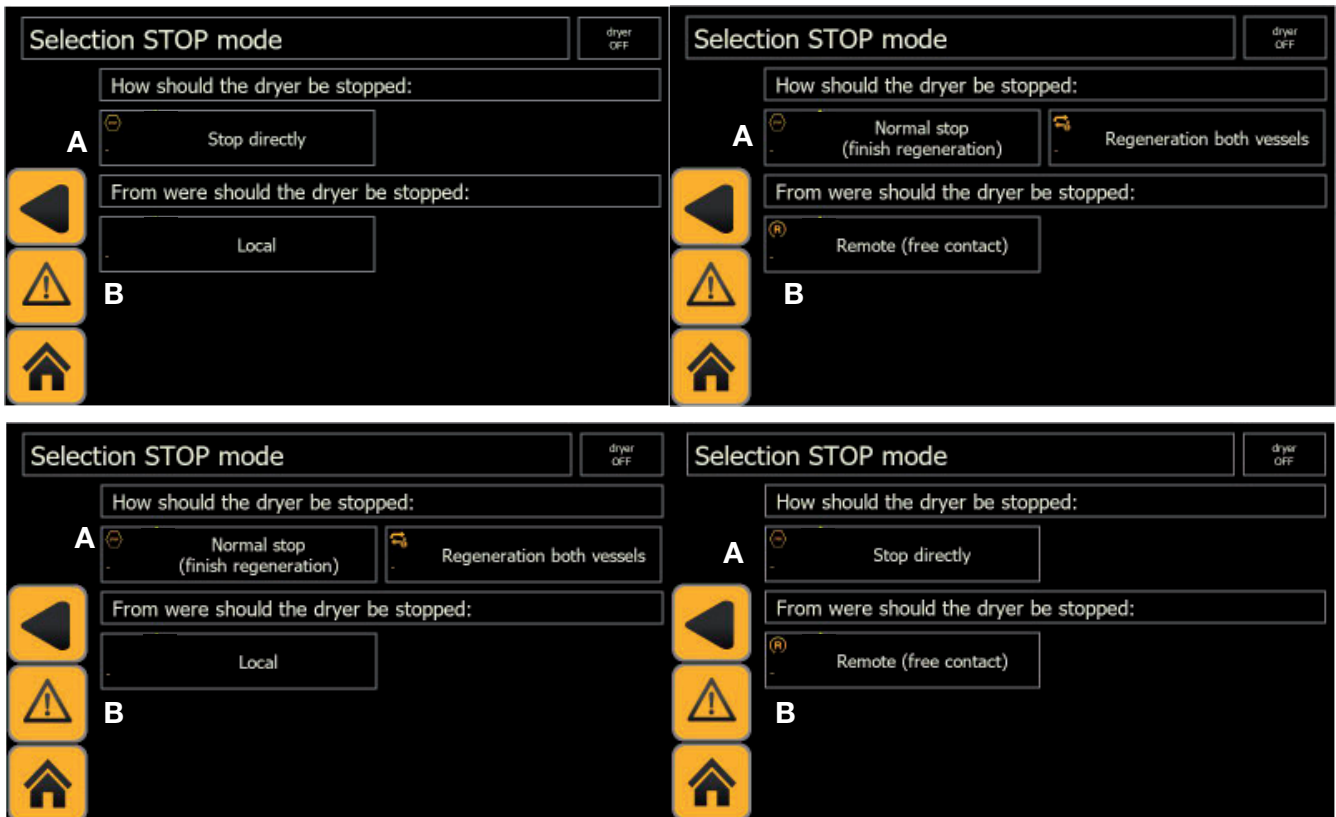 Selection STOP mode
dryer
OFF
How should the dryer be stopped:
A
Stop directly
From were should the dryer be stopped:
Local
B
Selection STOP mode
dryer
OFF
How should the dryer be stopped:
A
Normal stop
(finish regeneration)
Regeneration both vessels
From were should the dryer be stopped:
R
Remote (free contact)
B
Selection STOP mode
dryer
OFF
How should the dryer be stopped:
A
Normal stop
(finish regeneration)
Regeneration both vessels
From were should the dryer be stopped:
Local
B
Selection STOP mode
dryer
OFF
How should the dryer be stopped:
A
Stop directly
From were should the dryer be stopped:
R
Remote (free contact)
B